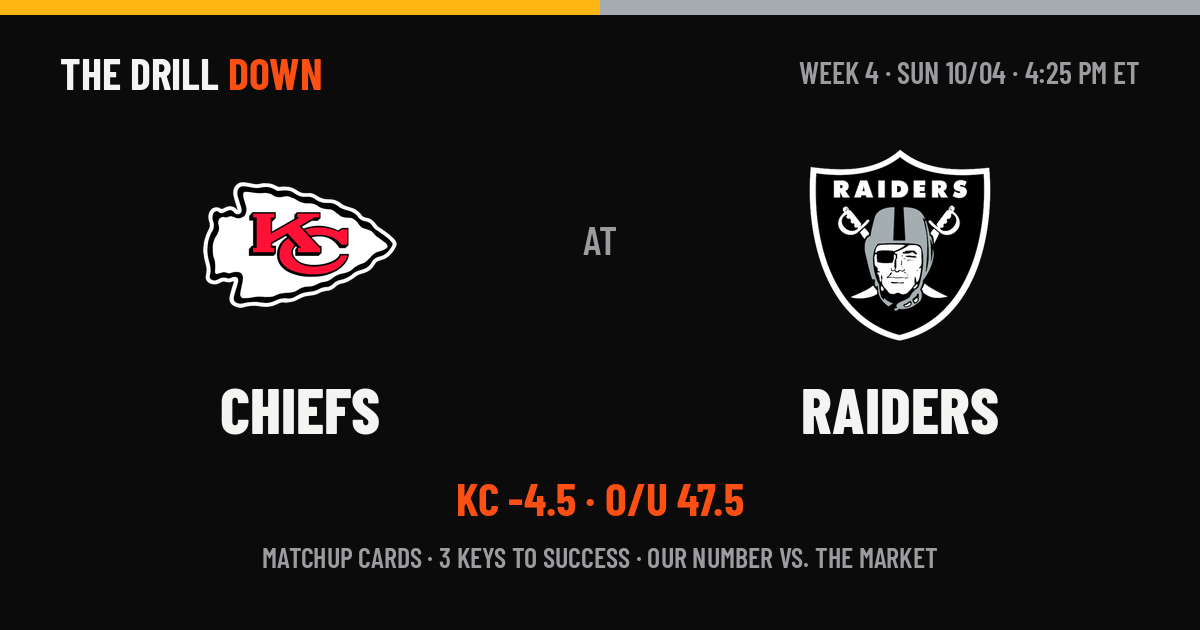 THE DRILL DOWN
WEEK 4 · SUN 10/04 · 4:25 PM ET
KC
AT
RAIDERS
CHIEFS
RAIDERS
KC -4.5 · O/U 47.5
MATCHUP CARDS · 3 KEYS TO SUCCESS · OUR NUMBER VS. THE MARKET